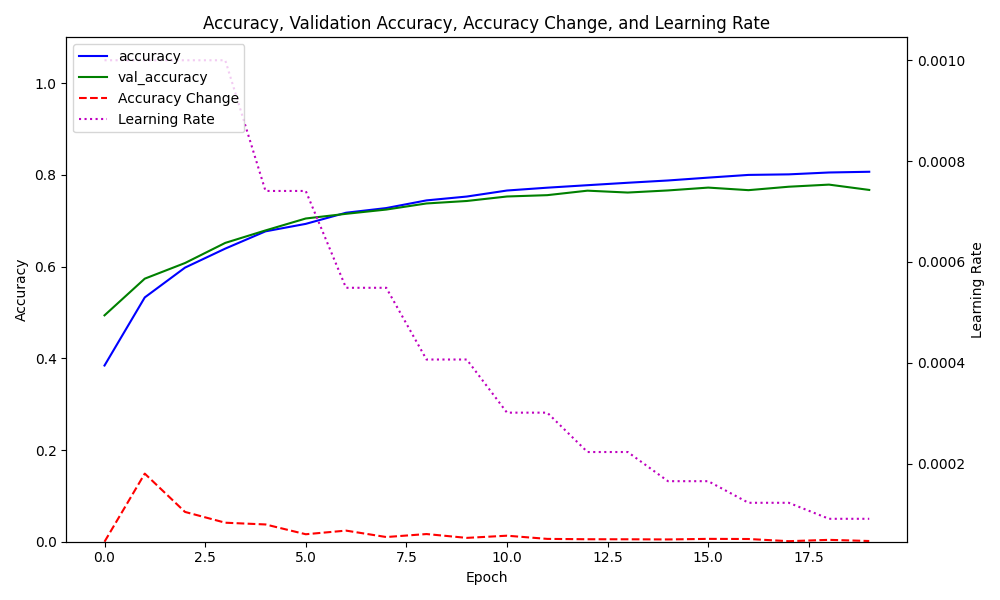 Accuracy, Validation Accuracy, Accuracy Change, and Learning Rate
accuracy
val_accuracy
Accuracy Change
Learning Rate
1.0
0.8
0.6
0.4
0.2
0.0
Accuracy
0.0010
0.0008
0.0006
0.0004
0.0002
Learning Rate
0.0 2.5 5.0 7.5 10.0 12.5 15.0 17.5
Epoch